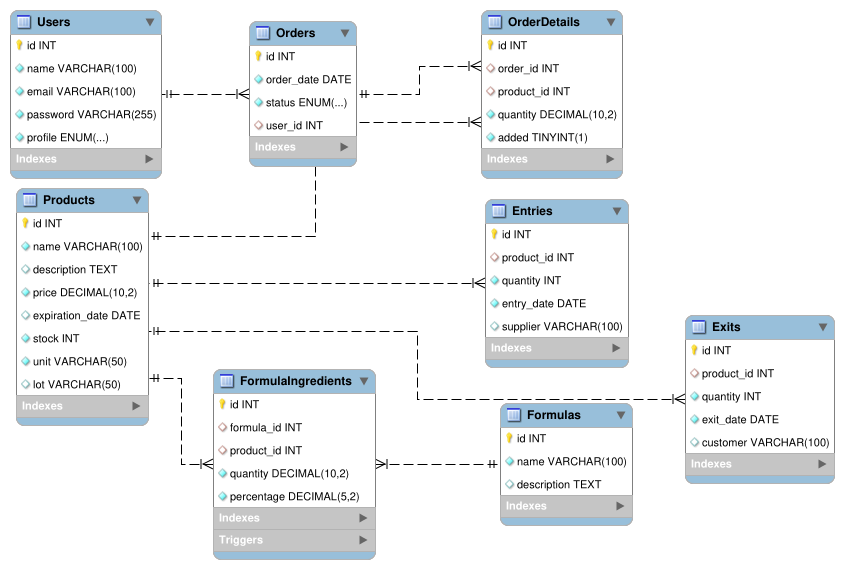 Users
id INT
name VARCHAR(100)
email VARCHAR(100)
password VARCHAR(255)
profile ENUM(...)
Indexes
Orders
id INT
order_date DATE
status ENUM(...)
user_id INT
Indexes
OrderDetails
id INT
order_id INT
product_id INT
quantity DECIMAL(10,2)
added TINYINT(1)
Indexes
Products
id INT
name VARCHAR(100)
description TEXT
price DECIMAL(10,2)
expiration_date DATE
stock INT
unit VARCHAR(50)
lot VARCHAR(50)
Indexes
Entries
id INT
product_id INT
quantity INT
entry_date DATE
supplier VARCHAR(100)
Indexes
Exits
id INT
product_id INT
quantity INT
exit_date DATE
customer VARCHAR(100)
Indexes
FormulaIngredients
id INT
formula_id INT
product_id INT
quantity DECIMAL(10,2)
percentage DECIMAL(5,2)
Indexes
Triggers
Formulas
id INT
name VARCHAR(100)
description TEXT
Indexes